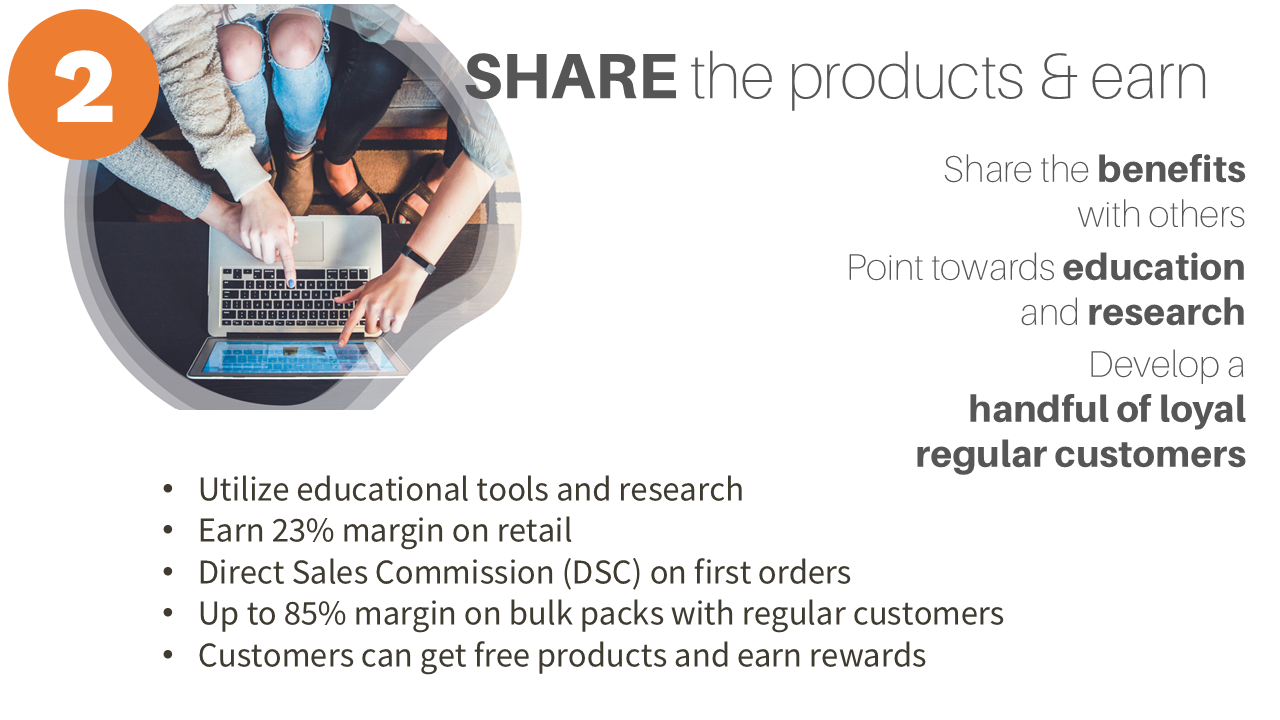 2
SHARE the products & earn
Share the benefits
with others
Point towards education
and research
Develop a
handful of loyal
regular customers
• Utilize educational tools and research
• Earn 23% margin on retail
• Direct Sales Commission (DSC) on first orders
• Up to 85% margin on bulk packs with regular customers
• Customers can get free products and earn rewards